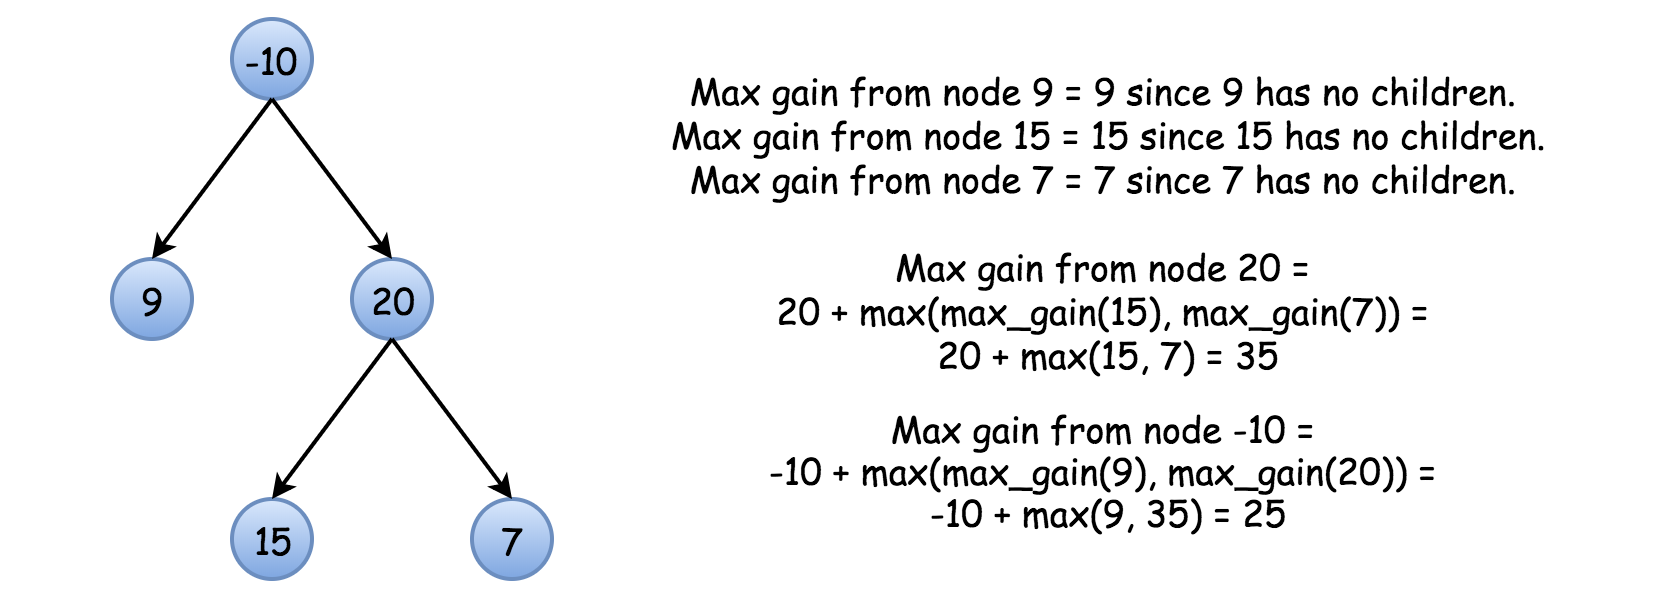 -10
9
20
15
7
Max gain from node 9 = 9 since 9 has no children.
Max gain from node 15 = 15 since 15 has no children.
Max gain from node 7 = 7 since 7 has no children.
Max gain from node 20 =
20 + max(max_gain(15), max_gain(7)) =
20 + max(15, 7) = 35
Max gain from node -10 =
-10 + max(max_gain(9), max_gain(20)) =
-10 + max(9, 35) = 25